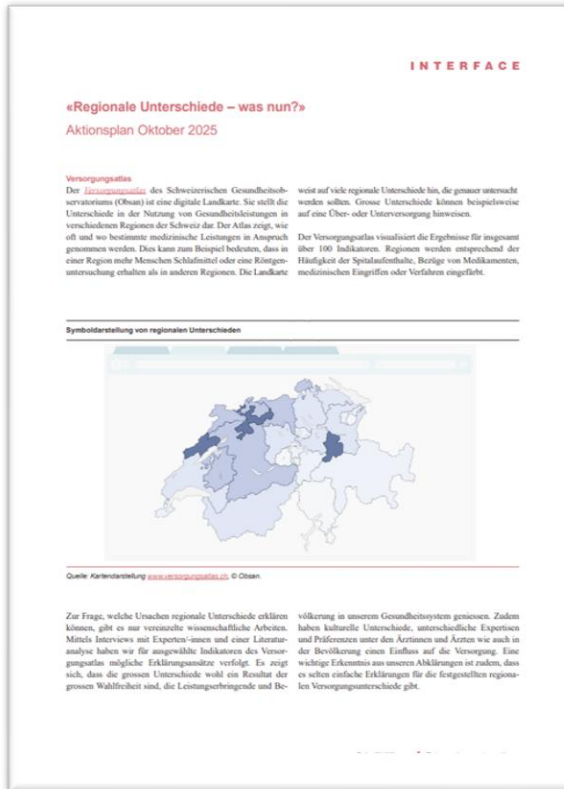 INTERFACE
«Regionale Unterschiede – was nun?»
Aktionsplan Oktober 2025
Versorgungsatlas
Der Versorgungsatlas des Schweizerischen Gesundheitsob-
servatoriums (Obsan) ist eine digitale Landkarte. Sie stellt die
Unterschiede in der Nutzung von Gesundheitsleistungen in
verschiedenen Regionen der Schweiz dar. Der Atlas zeigt, wie
oft und wo bestimmte medizinische Leistungen in Anspruch
genommen werden. Dies kann zum Beispiel bedeuten, dass in
einer Region mehr Menschen Schlafmittel oder eine Röntgen-
untersuchung erhalten als in anderen Regionen. Die Landkarte
weist auf viele regionale Unterschiede hin, die genauer untersucht
werden sollen. Grosse Unterschiede können beispielsweise
auf eine Über- oder Unterversorgung hinweisen.
Der Versorgungsatlas visualisiert die Ergebnisse für insgesamt
über 100 Indikatoren. Regionen werden entsprechend der
Häufigkeit der Spitalaufenthalte, Bezüge von Medikamenten,
medizinischen Eingriffen oder Verfahren eingefärbt.
Symboldarstellung von regionalen Unterschieden
Quelle: Kartendarstellung www.versorgungsatlas.ch, © Obsan.
Zur Frage, welche Ursachen regionale Unterschiede erklären
können, gibt es nur vereinzelte wissenschaftliche Arbeiten.
Mittels Interviews mit Experten/-innen und einer Literatur-
analyse haben wir für ausgewählte Indikatoren des Versor-
gungsatlas mögliche Erklärungsansätze verfolgt. Es zeigt
sich, dass die grossen Unterschiede wohl ein Resultat der
grossen Wahlfreiheit sind, die Leistungserbringende und Be-
völkerung in unserem Gesundheitssystem geniessen. Zudem
haben kulturelle Unterschiede, unterschiedliche Expertisen
und Präferenzen unter den Ärztinnen und Ärzten wie auch in
der Bevölkerung einen Einfluss auf die Versorgung. Eine
wichtige Erkenntnis aus unseren Abklärungen ist zudem, dass
es selten einfache Erklärungen für die festgestellten regiona-
len Versorgungsunterschiede gibt.